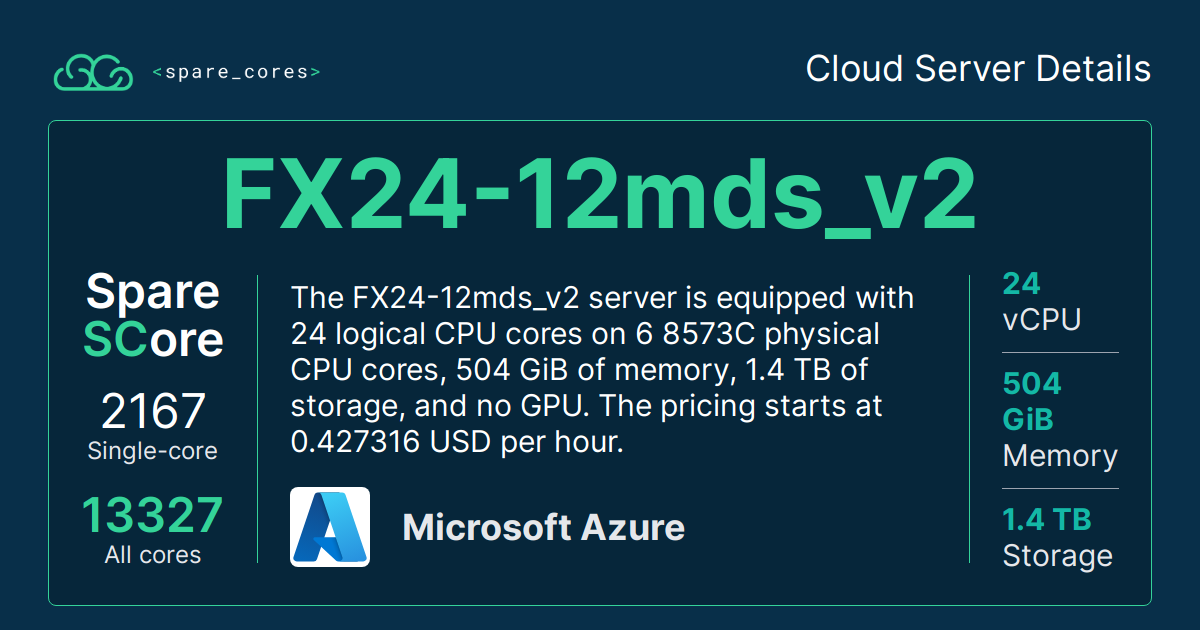 <spare_cores>
Cloud Server Details
FX24-12mds_v2
Spare
SCore
2167
Single-core
13327
All cores
The FX24-12mds_v2 server is equipped with
24 logical CPU cores on 6 8573C physical
CPU cores, 504 GiB of memory, 1.4 TB of
storage, and no GPU. The pricing starts at
0.427316 USD per hour.
Microsoft Azure
24
vCPU
504
GiB
Memory
1.4 TB
Storage